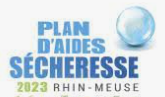 PLAN
D'AIDES
SÉCHERESSE
2023 RHIN-MEUSE